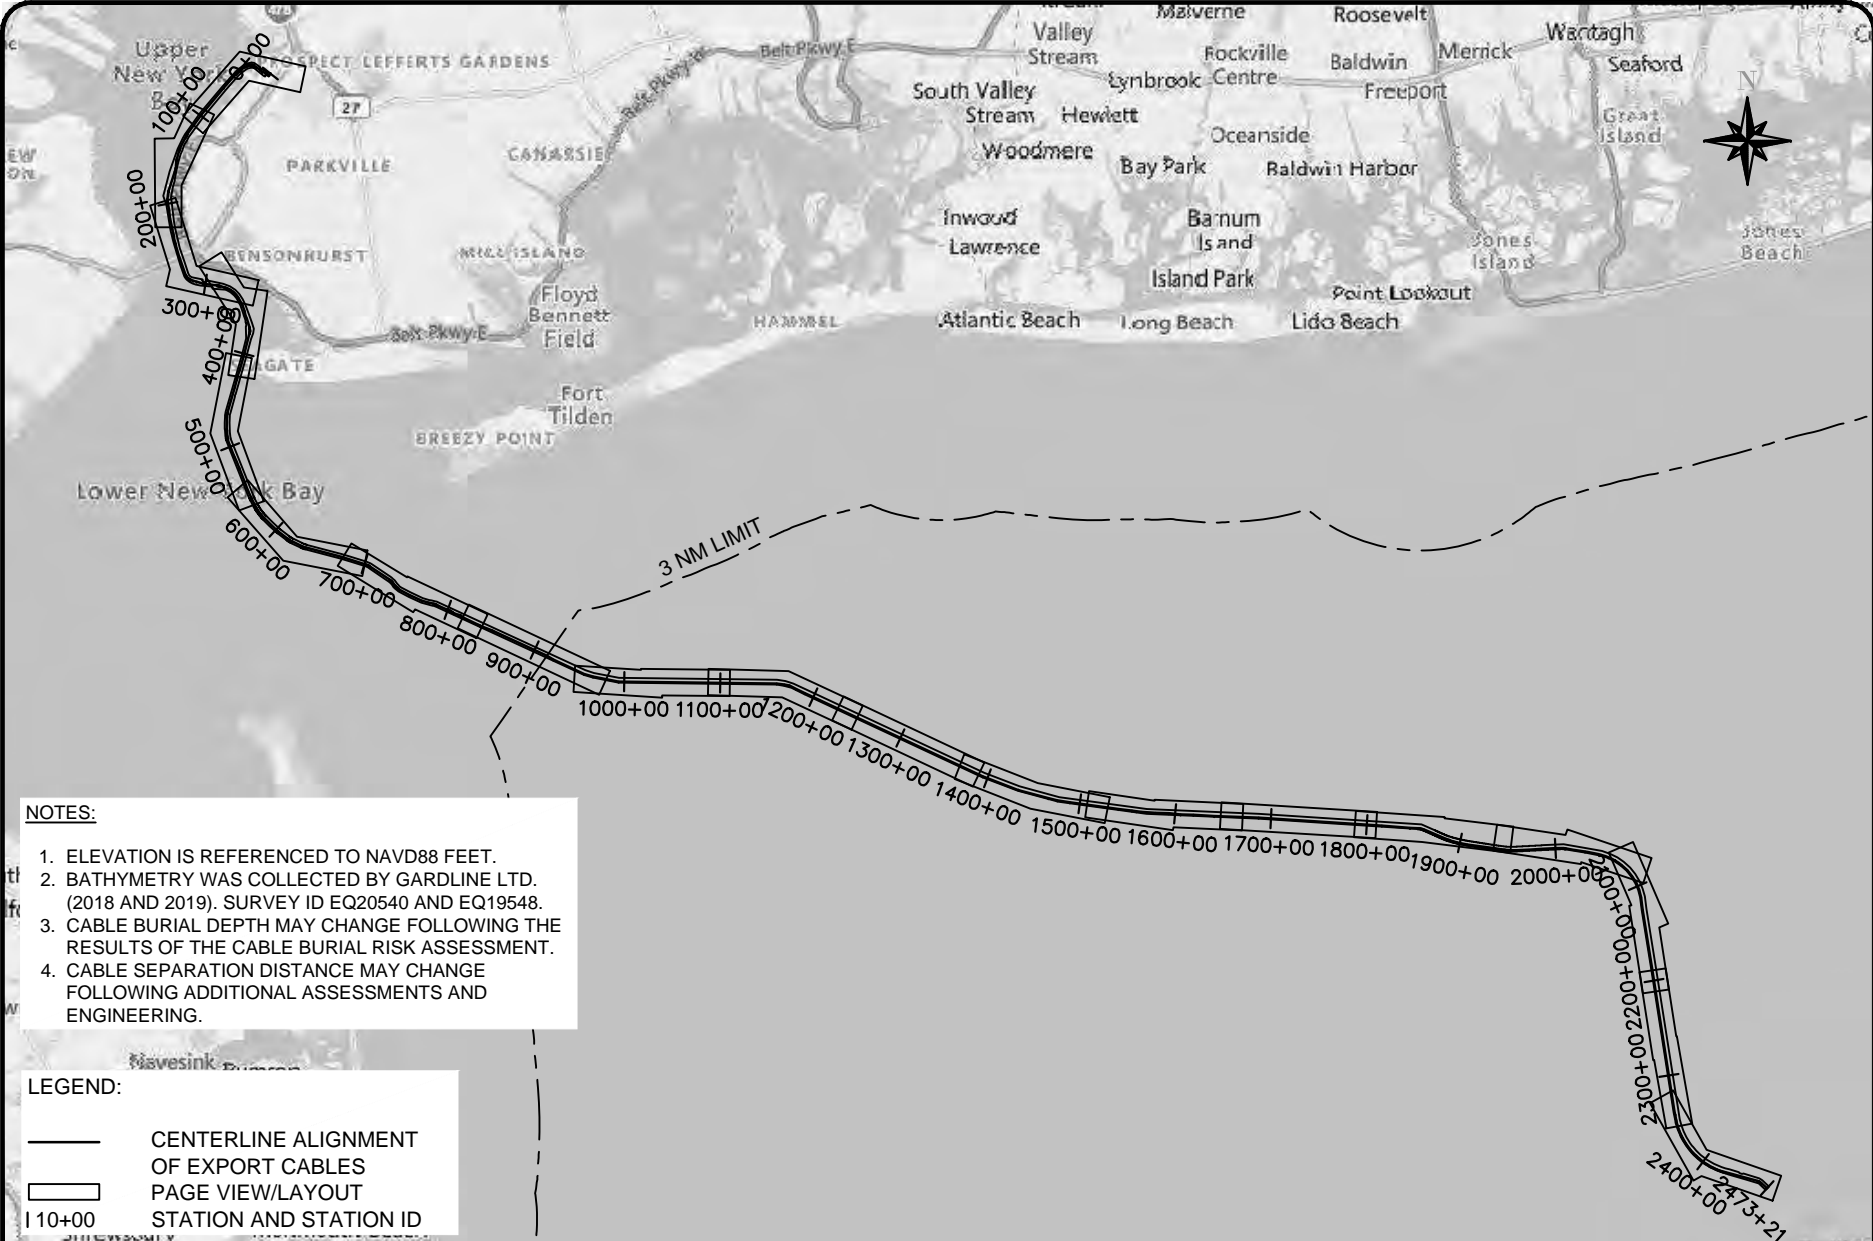 Malverne
Roosevelt
Wantagh
Upper
New York
Valley
Stream
Rockville
Centre
Baldwin
Merrick
Seaford
PROSPECT LEFFERTS GARDENS
Belt Pkwy E
Belt Pkwy
Lynbrook
Freeport
South Valley
Stream
Hewlett
Great
Island
N
27
Oceanside
Woodmere
Bay Park
Baldwin Harbor
PARKVILLE
CANARSIE
Inwood
Lawrence
Barnum
Island
Island Park
Jones
Island
Jones
Beach
BENSONHURST
MILL ISLAND
Floyd
Bennett
Field
Point Lookout
HAMMEL
Atlantic Beach
Long Beach
Lido Beach
Belt Pkwy E
SEAGATE
Fort
Tilden
BREEZY POINT
Lower New York Bay
3 NM LIMIT
0+00
100+00
200+00
300+00
400+00
500+00
600+00
700+00
800+00
900+00
1000+00
1100+00
1200+00
1300+00
1400+00
1500+00
1600+00
1700+00
1800+00
1900+00
2000+00
2100+00
2200+00
2300+00
2400+00
2473+21
NOTES:
1. ELEVATION IS REFERENCED TO NAVD88 FEET.
2. BATHYMETRY WAS COLLECTED BY GARDLINE LTD.
(2018 AND 2019). SURVEY ID EQ20540 AND EQ19548.
3. CABLE BURIAL DEPTH MAY CHANGE FOLLOWING THE
RESULTS OF THE CABLE BURIAL RISK ASSESSMENT.
4. CABLE SEPARATION DISTANCE MAY CHANGE
FOLLOWING ADDITIONAL ASSESSMENTS AND
ENGINEERING.
Navesink
LEGEND:
CENTERLINE ALIGNMENT
OF EXPORT CABLES
PAGE VIEW/LAYOUT
10+00 STATION AND STATION ID